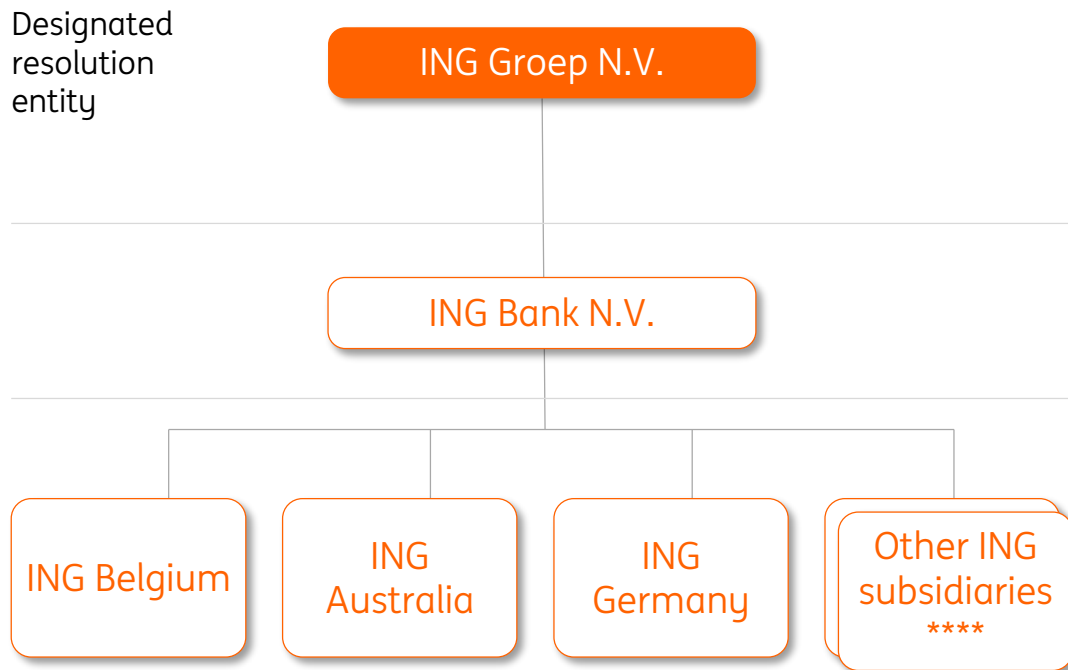 Designated
resolution
entity
ING Groep N.V.
ING Bank N.V.
ING Belgium
ING
Australia
ING
Germany
Other ING
subsidiaries
****